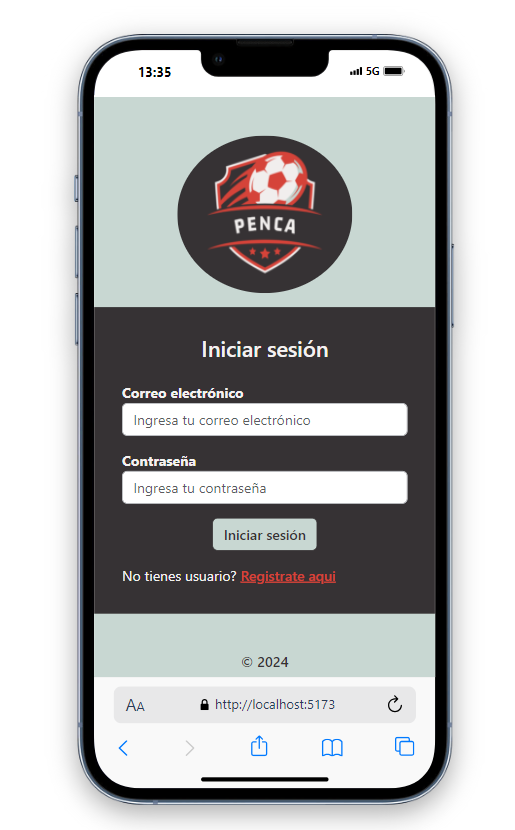 13:35
5G
PENCA
Iniciar sesión
Correo electrónico
Ingresa tu correo electrónico
Contraseña
Ingresa tu contraseña
Iniciar sesión
No tienes usuario? Registrate aqui
© 2024
AA
http://localhost:5173